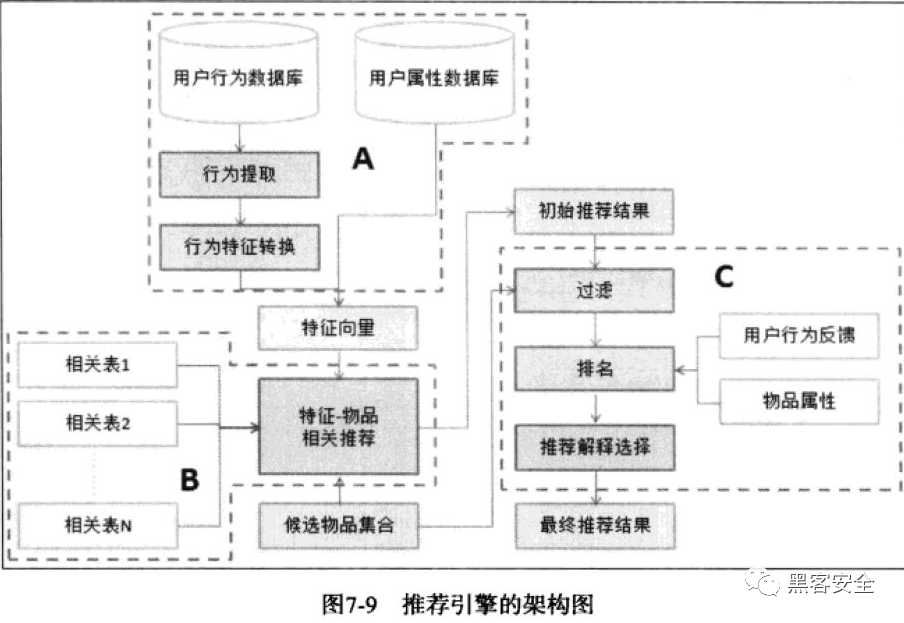 用户行为数据库
用户属性数据库
A
行为提取
行为特征转换
初始推荐结果
C
过滤
特征向量
用户行为反馈
相关表1
排名
物品属性
特征-物品
相关推荐
相关表2
推荐解释选择
B
相关表N
候选物品集合
最终推荐结果
黑客安全
图7-9 推荐引擎的架构图